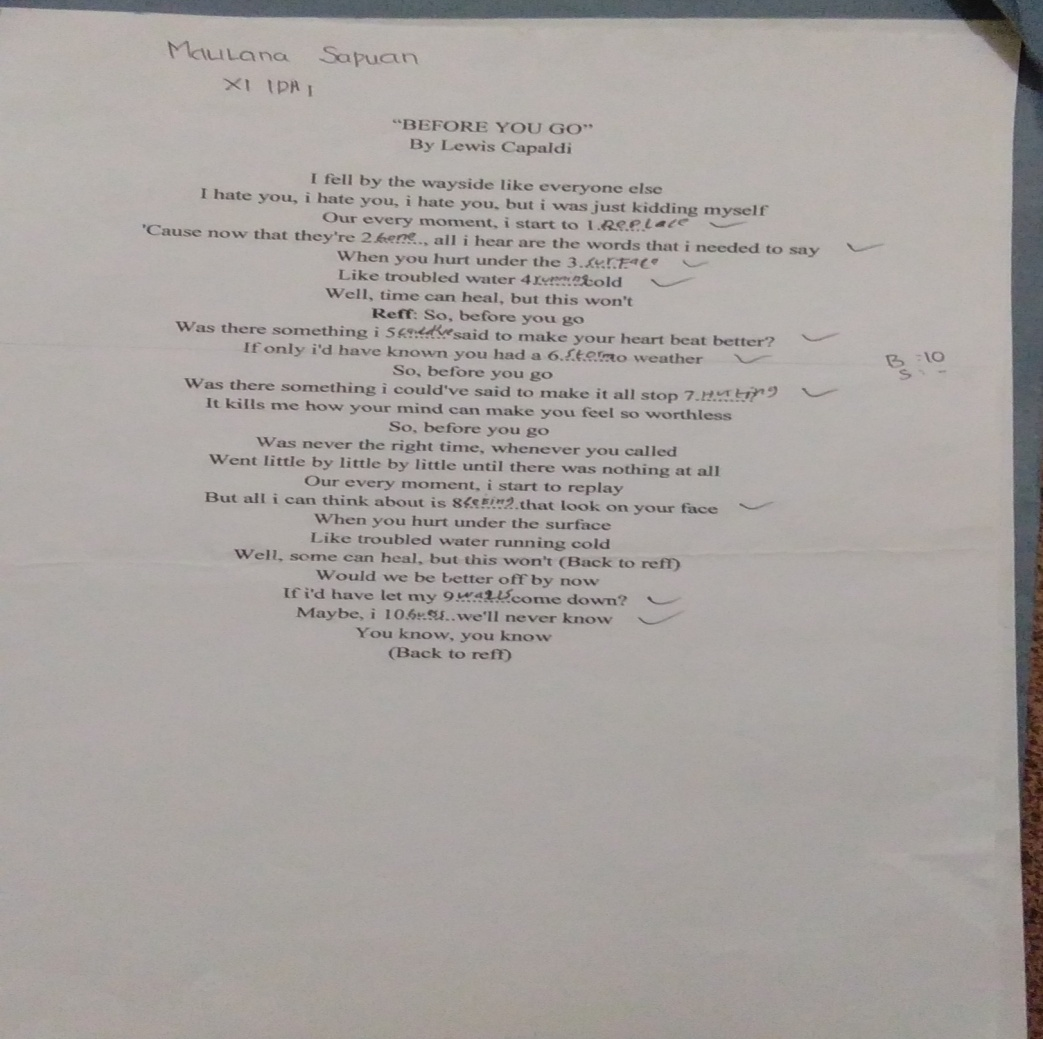 Maulana Sapuan
XI IPA 1
“BEFORE YOU GO”
By Lewis Capaldi
I fell by the wayside like everyone else
I hate you, i hate you, i hate you, but i was just kidding myself
Our every moment, i start to 1.Replace
'Cause now that they're 2.gone.., all i hear are the words that i needed to say
When you hurt under the 3.surface
Like troubled water 4running cold
Well, time can heal, but this won't
Reff: So, before you go
Was there something i 5could've said to make your heart beat better?
If only i'd have known you had a 6.storm to weather
B :10
S : -
So, before you go
Was there something i could've said to make it all stop 7.Hurting
It kills me how your mind can make you feel so worthless
So, before you go
Was never the right time, whenever you called
Went little by little by little until there was nothing at all
Our every moment, i start to replay
But all i can think about is 8seeing.that look on your face
When you hurt under the surface
Like troubled water running cold
Well, some can heal, but this won't (Back to reff)
Would we be better off by now
If i'd have let my 9walls come down?
Maybe, i 10.guess..we'll never know
You know, you know
(Back to reff)